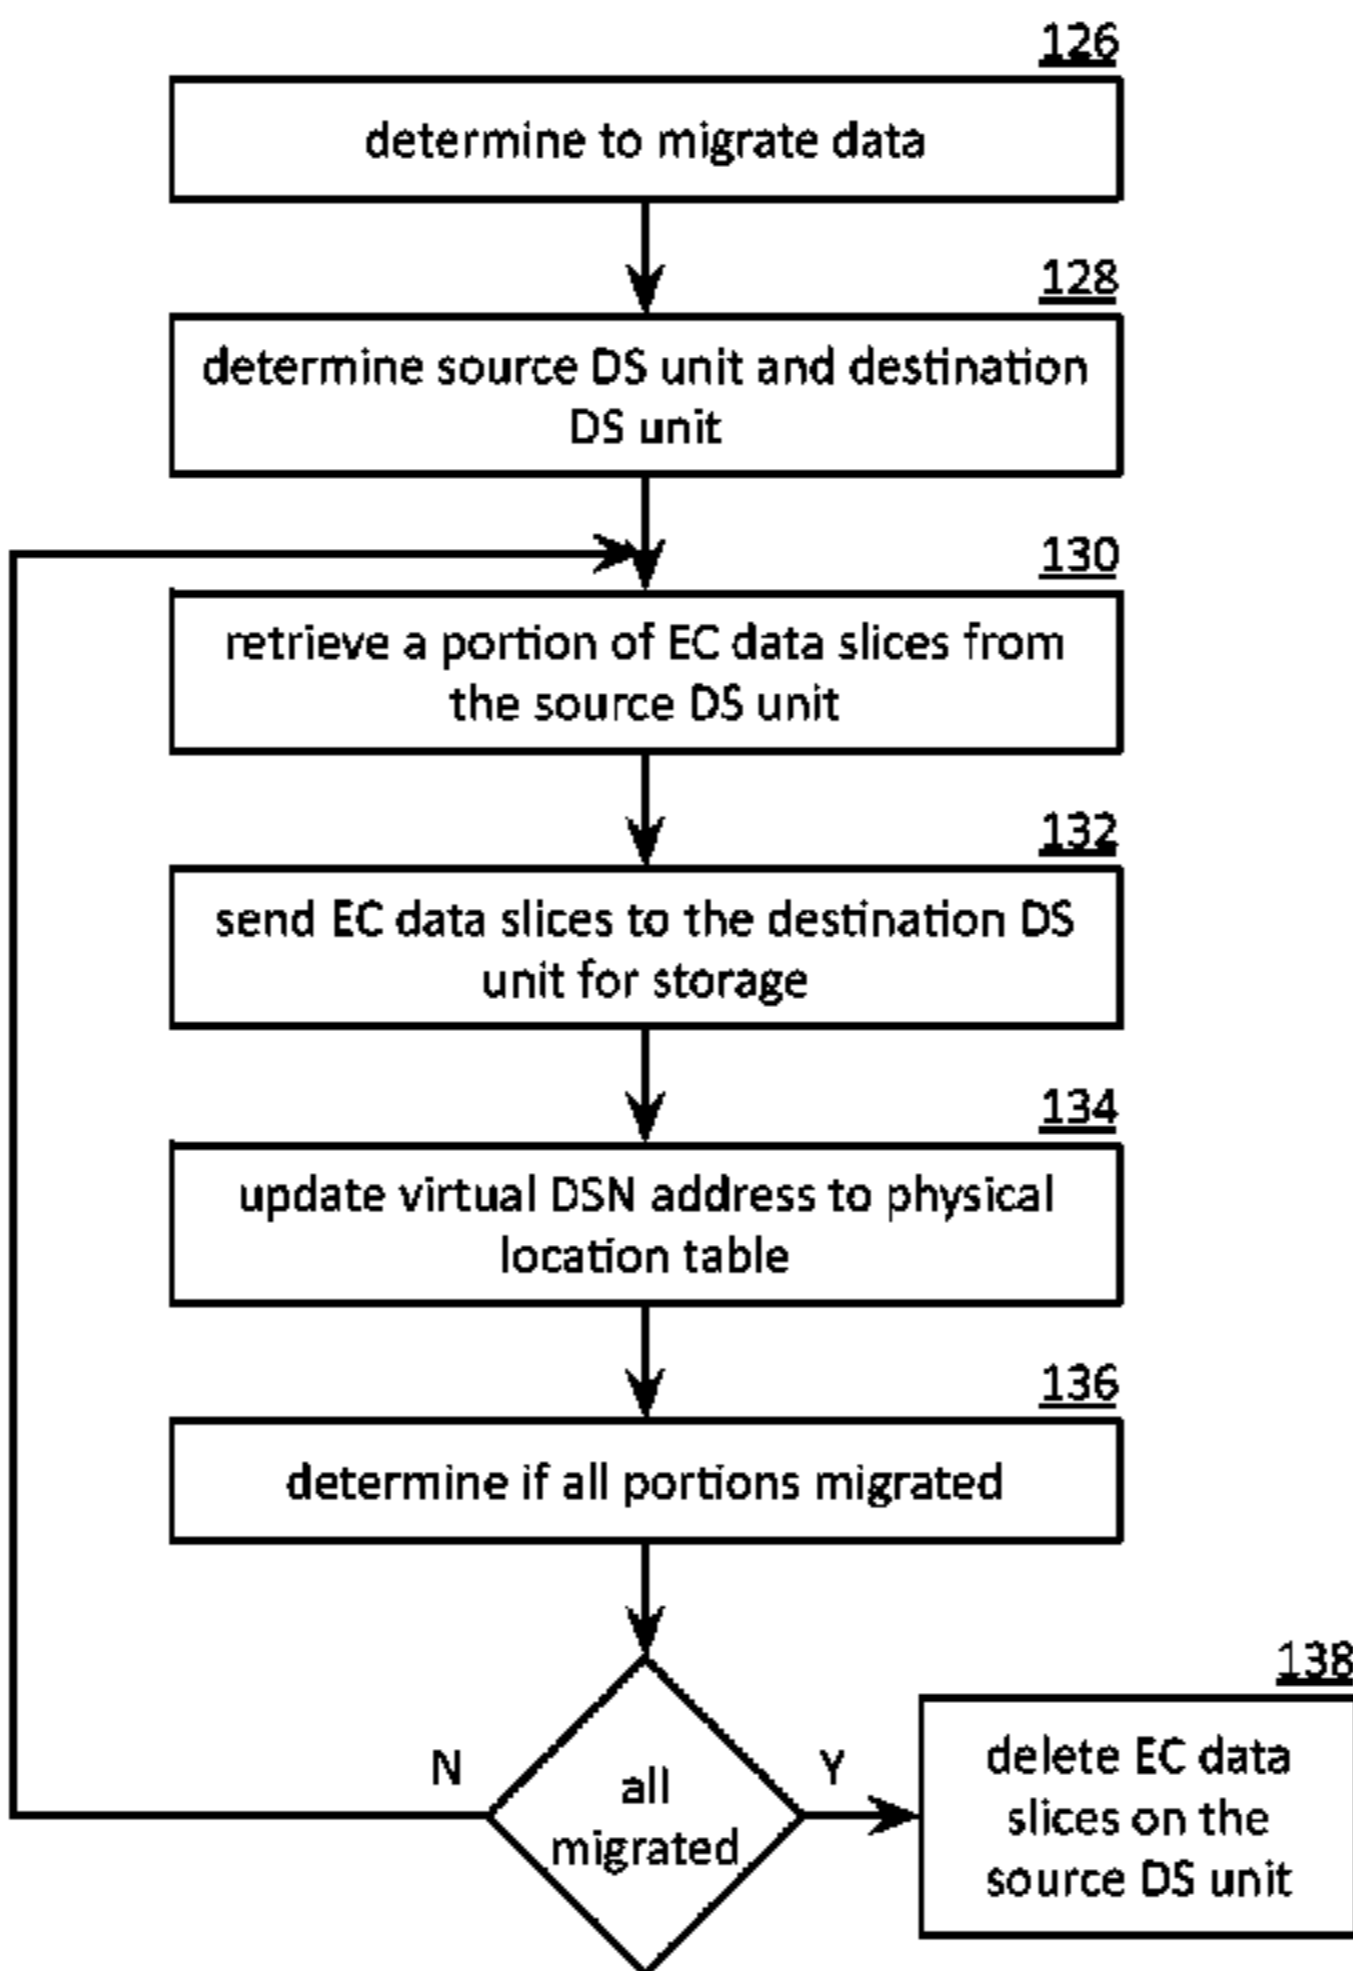 126
determine to migrate data
128
determine source DS unit and destination
DS unit
130
retrieve a portion of EC data slices from
the source DS unit
132
send EC data slices to the destination DS
unit for storage
134
update virtual DSN address to physical
location table
136
determine if all portions migrated
N
all
migrated
Y
138
delete EC data
slices on the
source DS unit